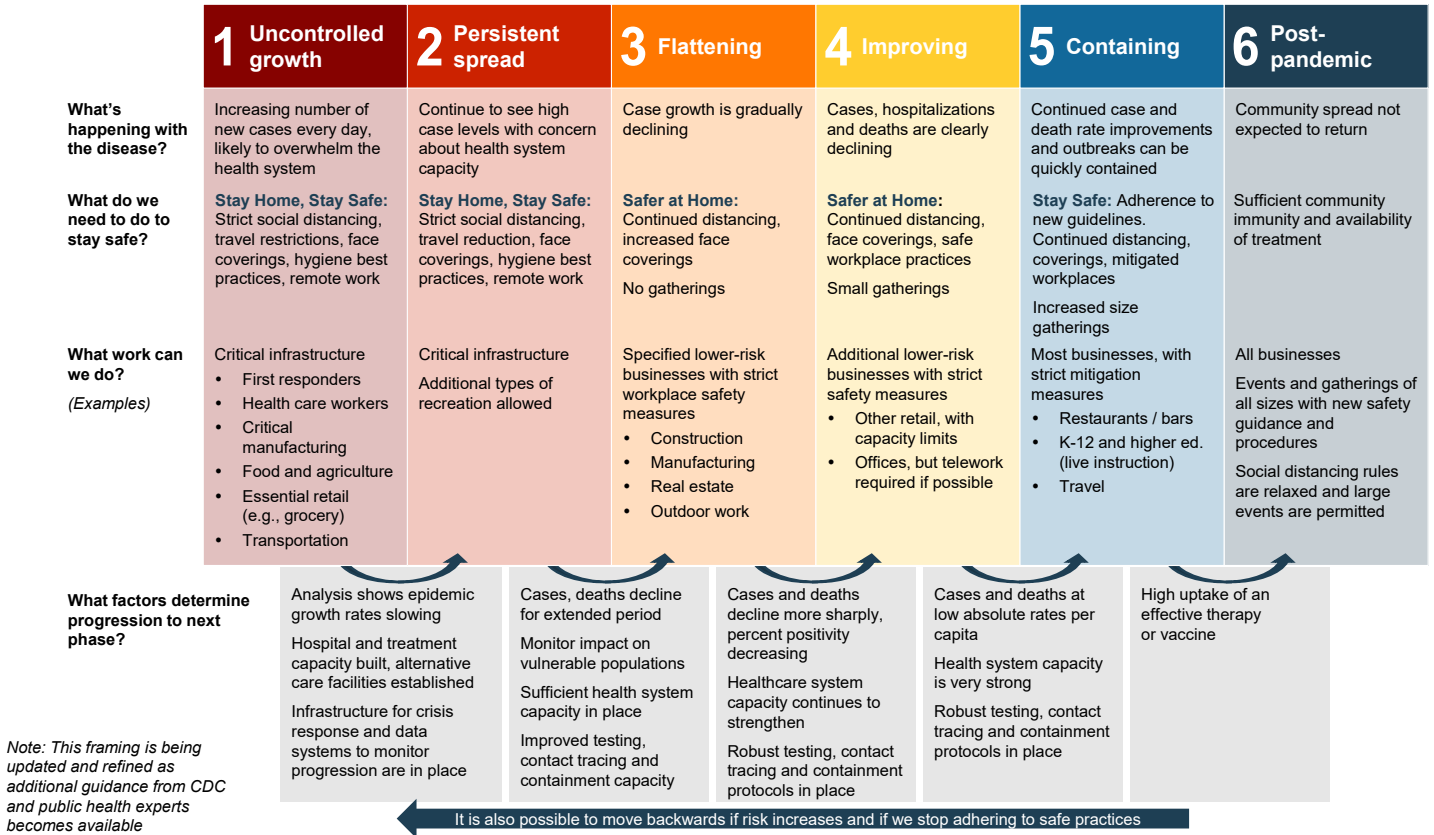 1 Uncontrolled
growth
2 Persistent
spread
3 Flattening
4 Improving
5 Containing
6 Post-
pandemic
What's
happening with
the disease?
Increasing number of
new cases every day,
likely to overwhelm the
health system
Continue to see high
case levels with concern
about health system
capacity
Case growth is gradually
declining
Cases, hospitalizations
and deaths are clearly
declining
Continued case and
death rate improvements
and outbreaks can be
quickly contained
Community spread not
expected to return
What do we
need to do to
stay safe?
Stay Home, Stay Safe:
Strict social distancing,
travel restrictions, face
coverings, hygiene best
practices, remote work
Stay Home, Stay Safe:
Strict social distancing,
travel reduction, face
coverings, hygiene best
practices, remote work
Safer at Home:
Continued distancing,
increased face
coverings
No gatherings
Safer at Home:
Continued distancing,
face coverings, safe
workplace practices
Small gatherings
Stay Safe: Adherence to
new guidelines.
Continued distancing,
coverings, mitigated
workplaces
Increased size
gatherings
Sufficient community
immunity and availability
of treatment
What work can
we do?
(Examples)
Critical infrastructure
• First responders
• Health care workers
• Critical
manufacturing
• Food and agriculture
• Essential retail
(e.g., grocery)
• Transportation
Critical infrastructure
Additional types of
recreation allowed
Specified lower-risk
businesses with strict
workplace safety
measures
• Construction
• Manufacturing
• Real estate
• Outdoor work
Additional lower-risk
businesses with strict
safety measures
• Other retail, with
capacity limits
• Offices, but telework
required if possible
Most businesses, with
strict mitigation
measures
• Restaurants / bars
• K-12 and higher ed.
(live instruction)
• Travel
All businesses
Events and gatherings of
all sizes with new safety
guidance and
procedures
Social distancing rules
are relaxed and large
events are permitted
What factors determine
progression to next
phase?
Analysis shows epidemic
growth rates slowing
Hospital and treatment
capacity built, alternative
care facilities established
Infrastructure for crisis
response and data
systems to monitor
progression are in place
Cases, deaths decline
for extended period
Monitor impact on
vulnerable populations
Sufficient health system
capacity in place
Improved testing,
contact tracing and
containment capacity
Cases and deaths
decline more sharply,
percent positivity
decreasing
Healthcare system
capacity continues to
strengthen
Robust testing, contact
tracing and containment
protocols in place
Cases and deaths at
low absolute rates per
capita
Health system capacity
is very strong
Robust testing, contact
tracing and containment
protocols in place
High uptake of an
effective therapy
or vaccine
Note: This framing is being
updated and refined as
additional guidance from CDC
and public health experts
becomes available
It is also possible to move backwards if risk increases and if we stop adhering to safe practices